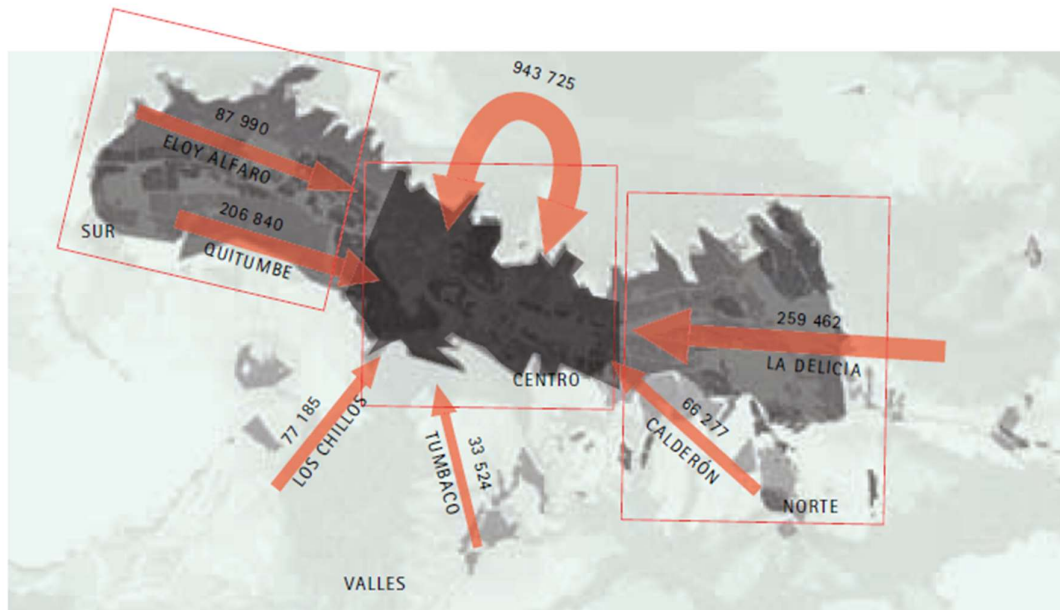 943 725
87 990
ELOY ALFARO
206 840
SUR
QUITUMBE
259 462
LA DELICIA
CENTRO
66 277
CALDERÓN
77 185
LOS CHILLOS
33 524
TUMBACO
NORTE
VALLES